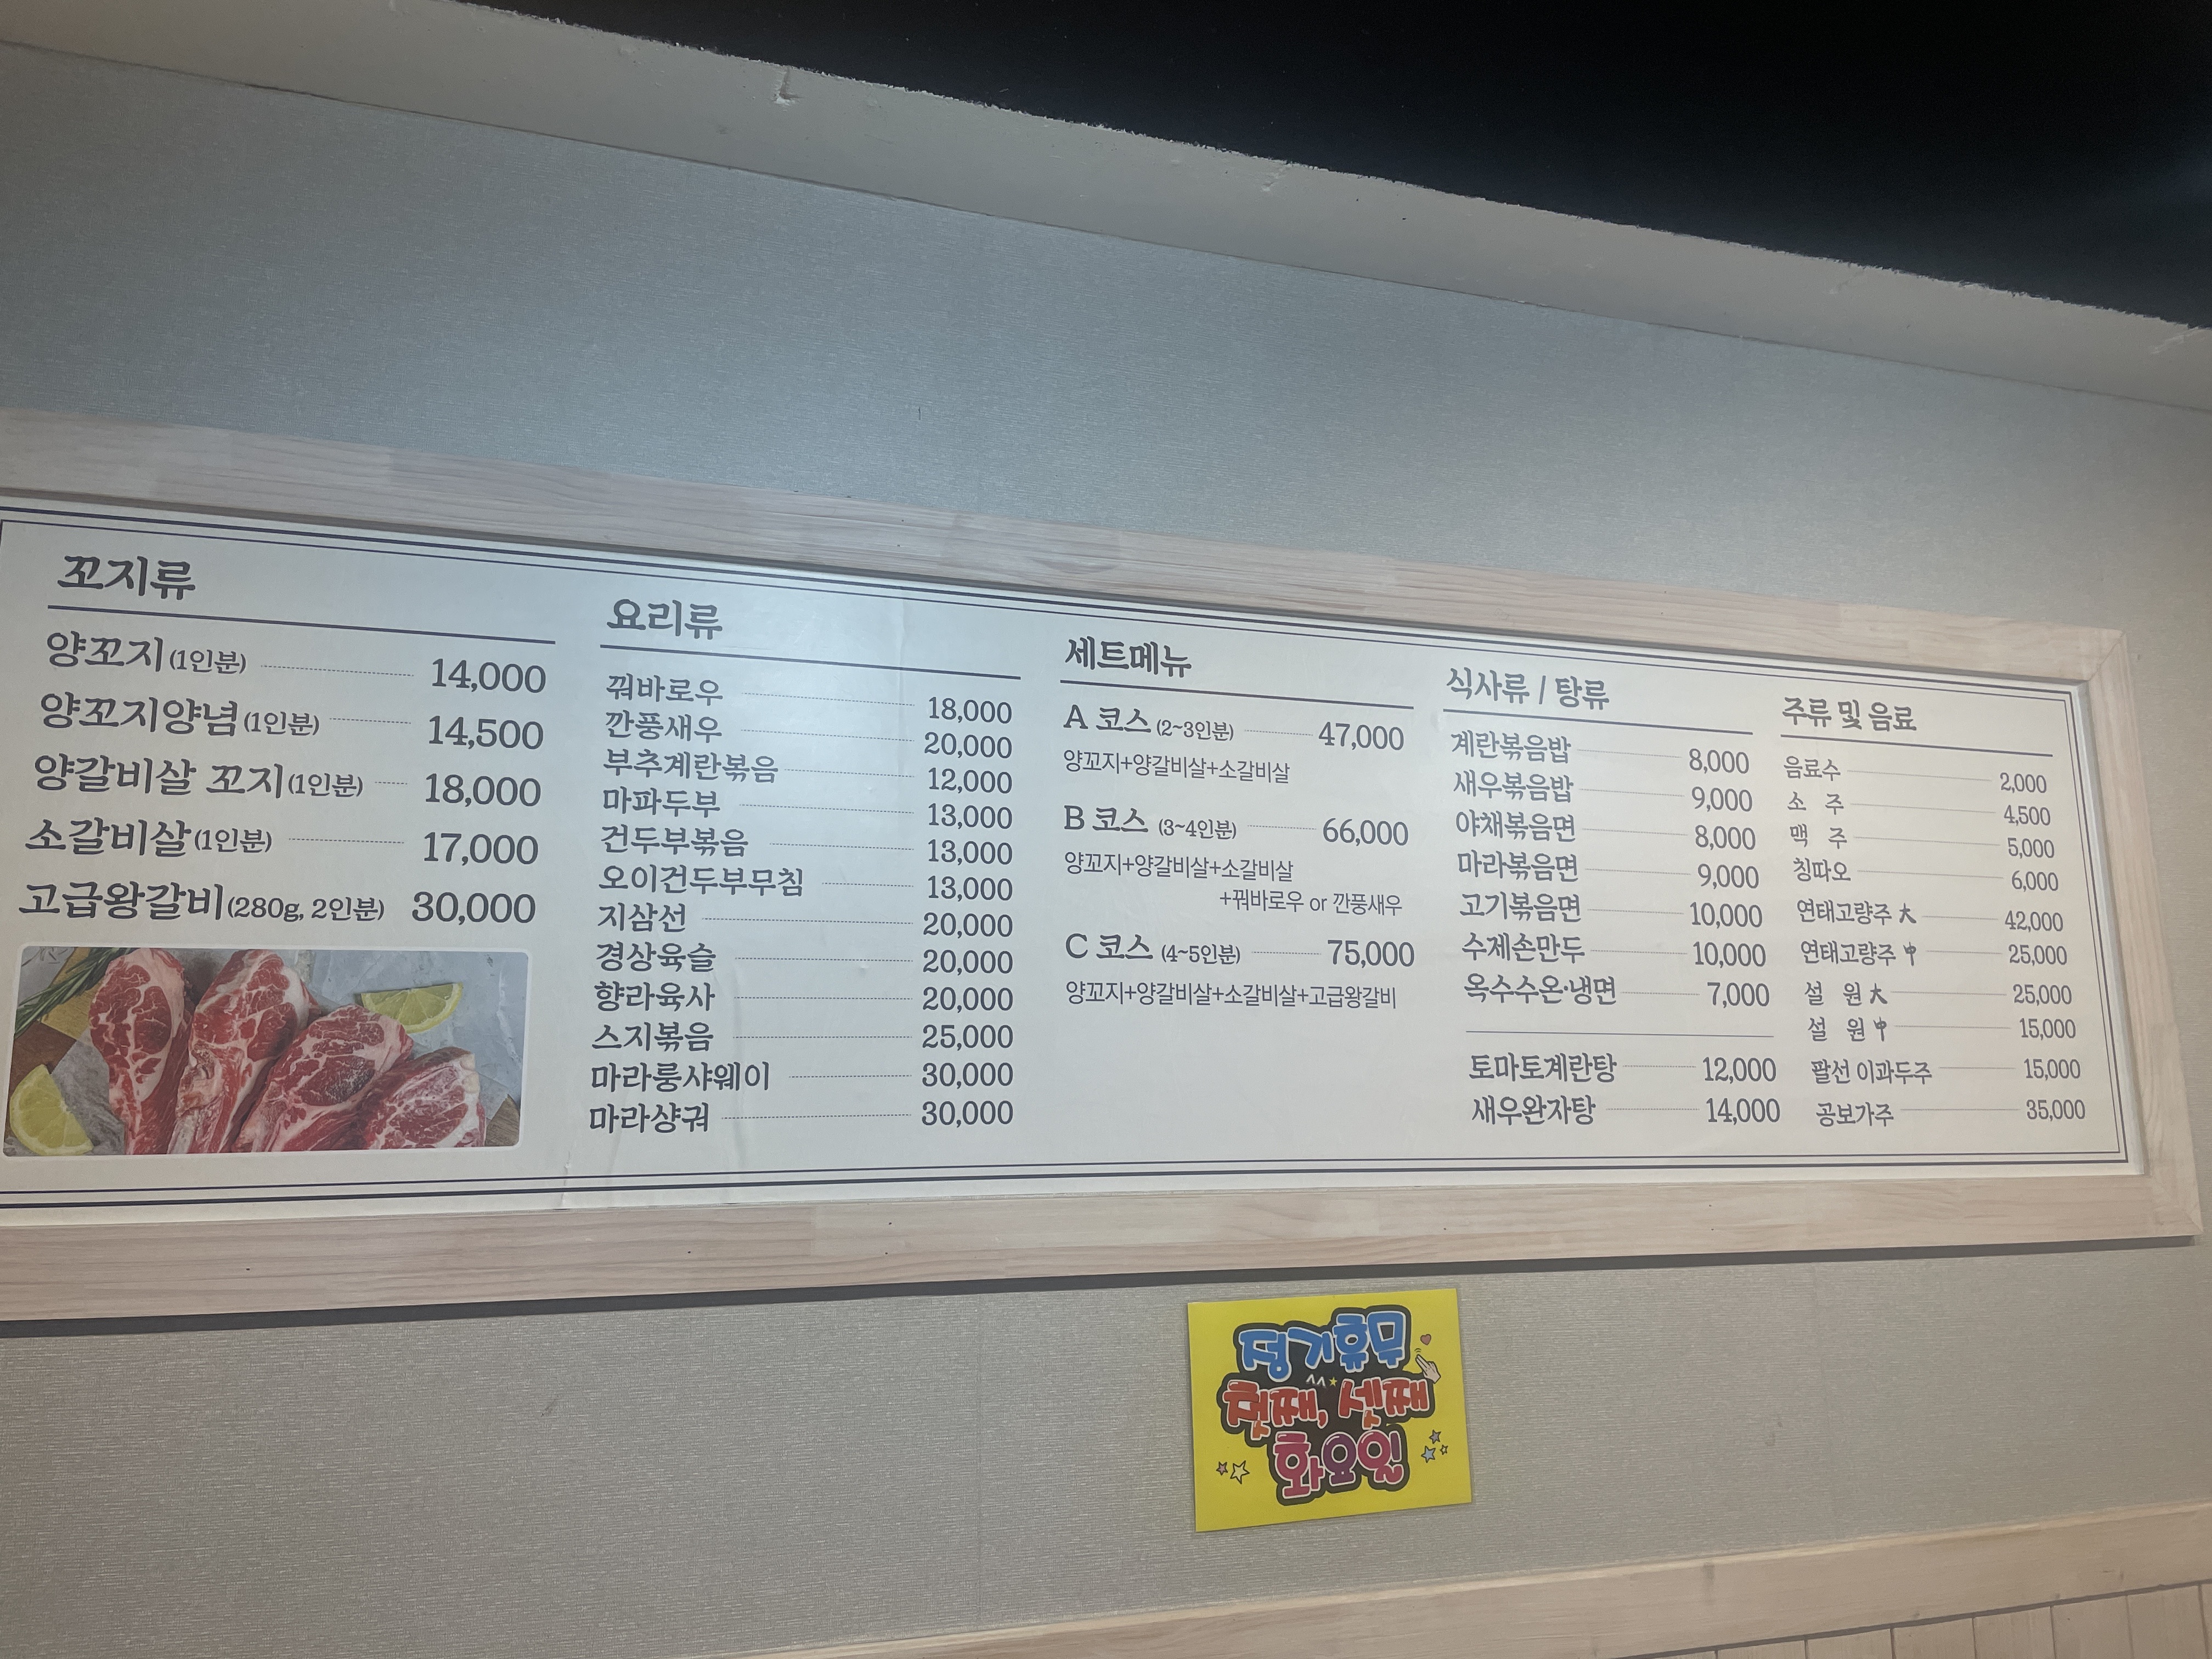 꼬지류
양꼬지(1인분) 14,000
양꼬지양념(1인분) 14,500
양갈비살 꼬지(1인분) 18,000
소갈비살(1인분) 17,000
고급왕갈비(280g, 2인분) 30,000
요리류
꿔바로우 18,000
깐풍새우 20,000
부추계란볶음 12,000
마파두부 13,000
건두부볶음 13,000
오이건두부무침 13,000
지삼선 20,000
경상육슬 20,000
향라육사 20,000
스지볶음 25,000
마라룽샤웨이 30,000
마라샹궈 30,000
세트메뉴
A 코스 (2~3인분) 47,000
양꼬지+양갈비살+소갈비살
B 코스 (3~4인분) 66,000
양꼬지+양갈비살+소갈비살
+꿔바로우 or 깐풍새우
C 코스 (4~5인분) 75,000
양꼬지+양갈비살+소갈비살+고급왕갈비
식사류 / 탕류
계란볶음밥 8,000
새우볶음밥 9,000
야채볶음면 8,000
마라볶음면 9,000
고기볶음면 10,000
수제손만두 10,000
옥수수온·냉면 7,000
토마토계란탕 12,000
새우완자탕 14,000
주류 및 음료
음료수 2,000
소 주 4,500
맥 주 5,000
칭따오 6,000
연태고량주 大 42,000
연태고량주 中 25,000
설 원 大 25,000
설 원 中 15,000
팔선 이과두주 15,000
공보가주 35,000
정기휴무
첫째, 셋째
화요일